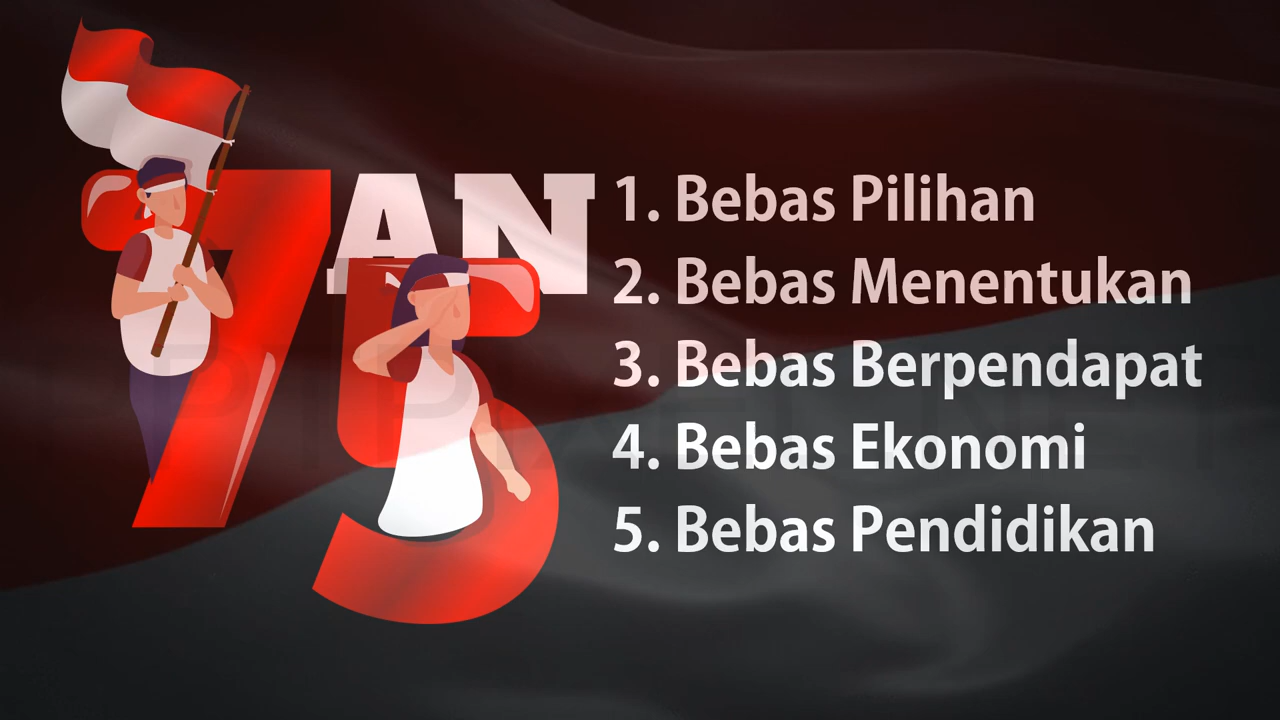 75
AN
1. Bebas Pilihan
2. Bebas Menentukan
3. Bebas Berpendapat
4. Bebas Ekonomi
5. Bebas Pendidikan